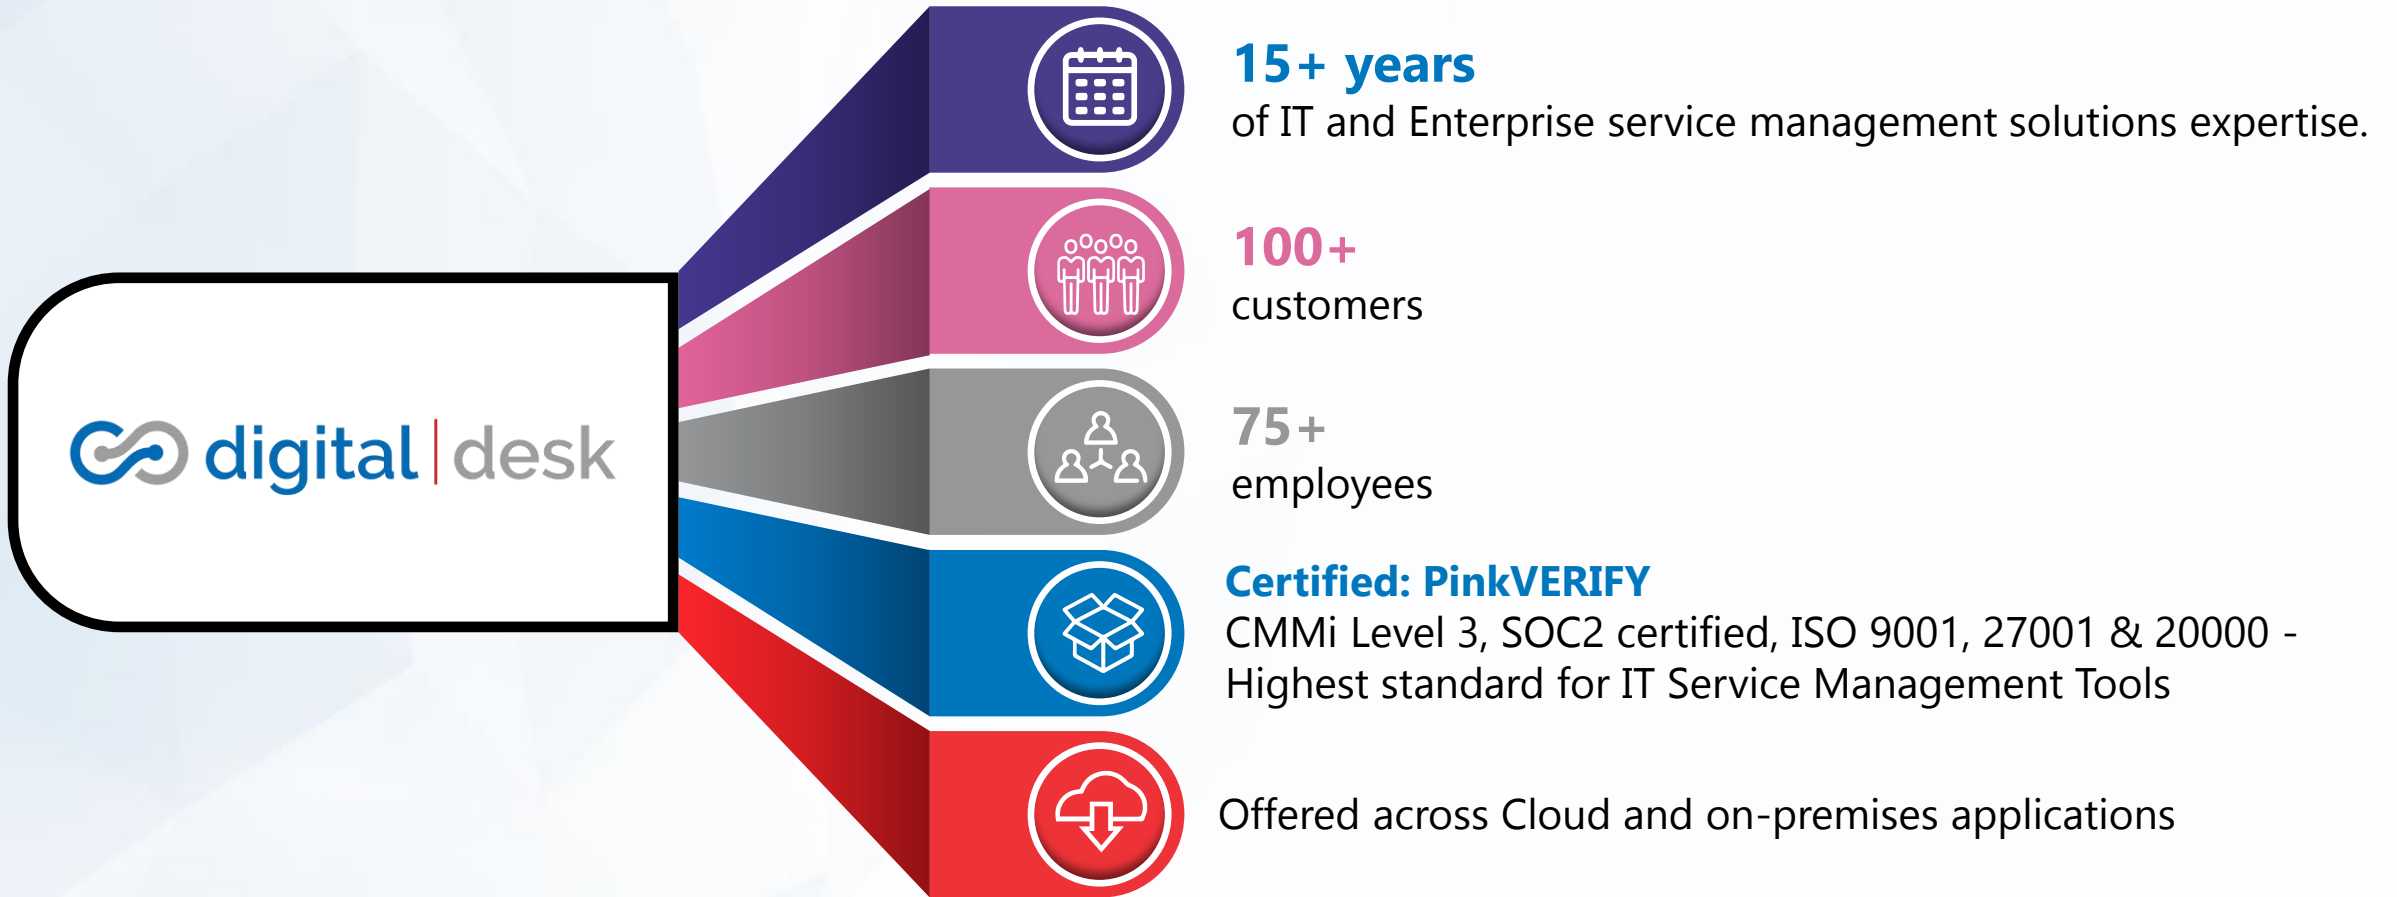 digital desk
15+ years
of IT and Enterprise service management solutions expertise.
100+
customers
75+
employees
Certified: PinkVERIFY
CMMi Level 3, SOC2 certified, ISO 9001, 27001 & 20000 -
Highest standard for IT Service Management Tools
Offered across Cloud and on-premises applications